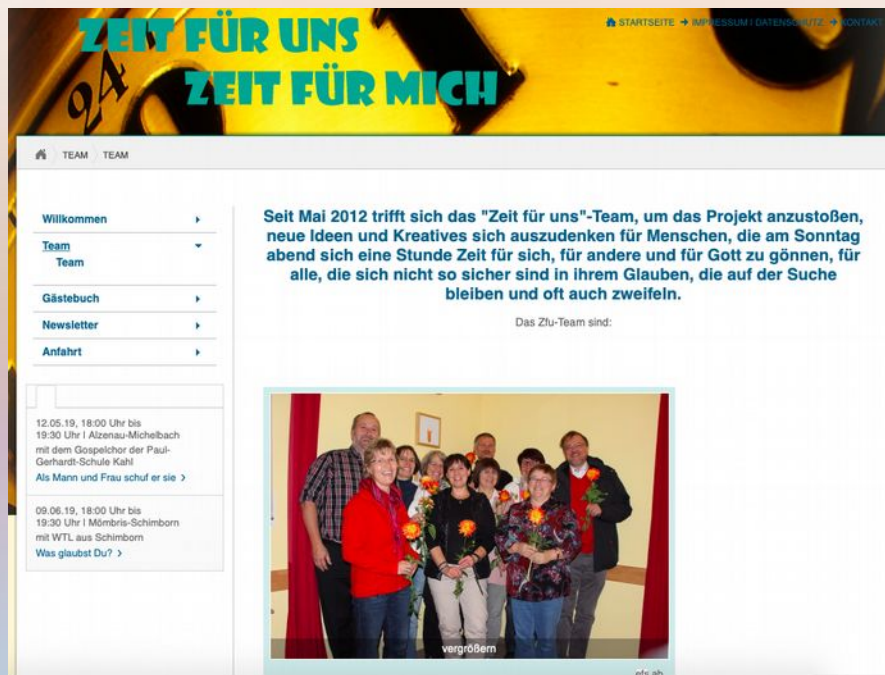 ZEIT FÜR UNS
ZEIT FÜR MICH
STARTSEITE IMPRESSUM | DATENSCHUTZ KONTAKT
24
TEAM TEAM
Willkommen
Team
Team
Gästebuch
Newsletter
Anfahrt
12.05.19, 18:00 Uhr bis
19:30 Uhr | Alzenau-Michelbach
mit dem Gospelchor der Paul-
Gerhardt-Schule Kahl
Als Mann und Frau schuf er sie
09.06.19, 18:00 Uhr bis
19:30 Uhr | Mömbris-Schimborn
mit WTL aus Schimborn
Was glaubst Du?
Seit Mai 2012 trifft sich das "Zeit für uns"-Team, um das Projekt anzustoßen,
neue Ideen und Kreatives sich auszudenken für Menschen, die am Sonntag
abend sich eine Stunde Zeit für sich, für andere und für Gott zu gönnen, für
alle, die sich nicht so sicher sind in ihrem Glauben, die auf der Suche
bleiben und oft auch zweifeln.
Das Zfu-Team sind:
vergrößern